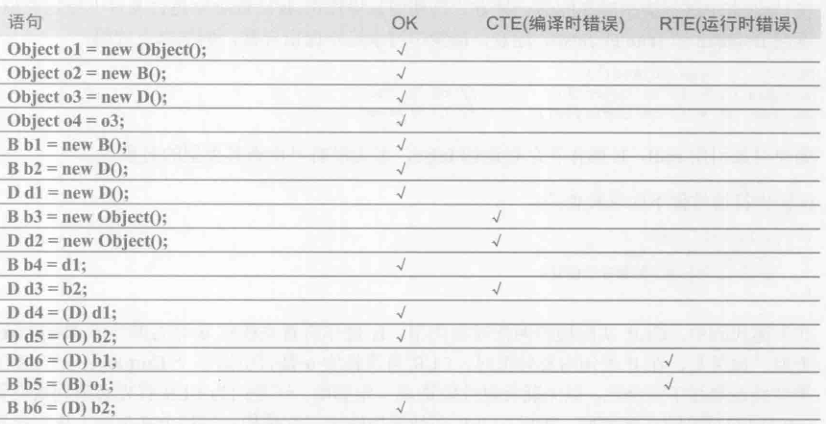 语句 OK CTE(编译时错误) RTE(运行时错误)
Object o1 = new Object(); √
Object o2 = new B(); √
Object o3 = new D(); √
Object o4 = o3; √
B b1 = new B(); √
B b2 = new D(); √
D d1 = new D(); √
B b3 = new Object(); √
D d2 = new Object(); √
B b4 = d1; √
D d3 = b2; √
D d4 = (D) d1; √
D d5 = (D) b2; √
D d6 = (D) b1; √
B b5 = (B) o1; √
B b6 = (D) b2; √